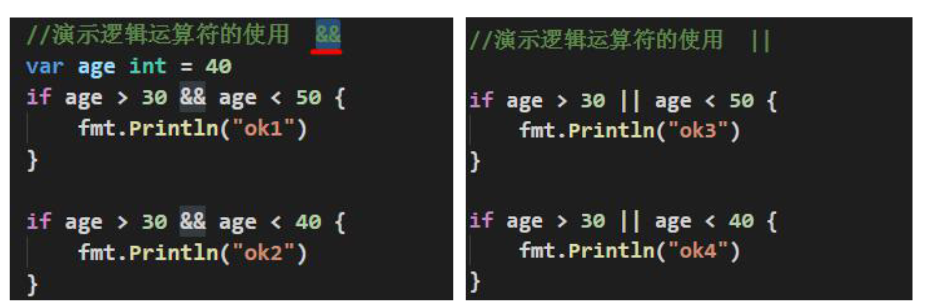 //演示逻辑运算符的使用  &&
var age int = 40
if age > 30 && age < 50 {
    fmt.Println("ok1")
}
if age > 30 && age < 40 {
    fmt.Println("ok2")
}
//演示逻辑运算符的使用  ||
if age > 30 || age < 50 {
    fmt.Println("ok3")
}
if age > 30 || age < 40 {
    fmt.Println("ok4")
}